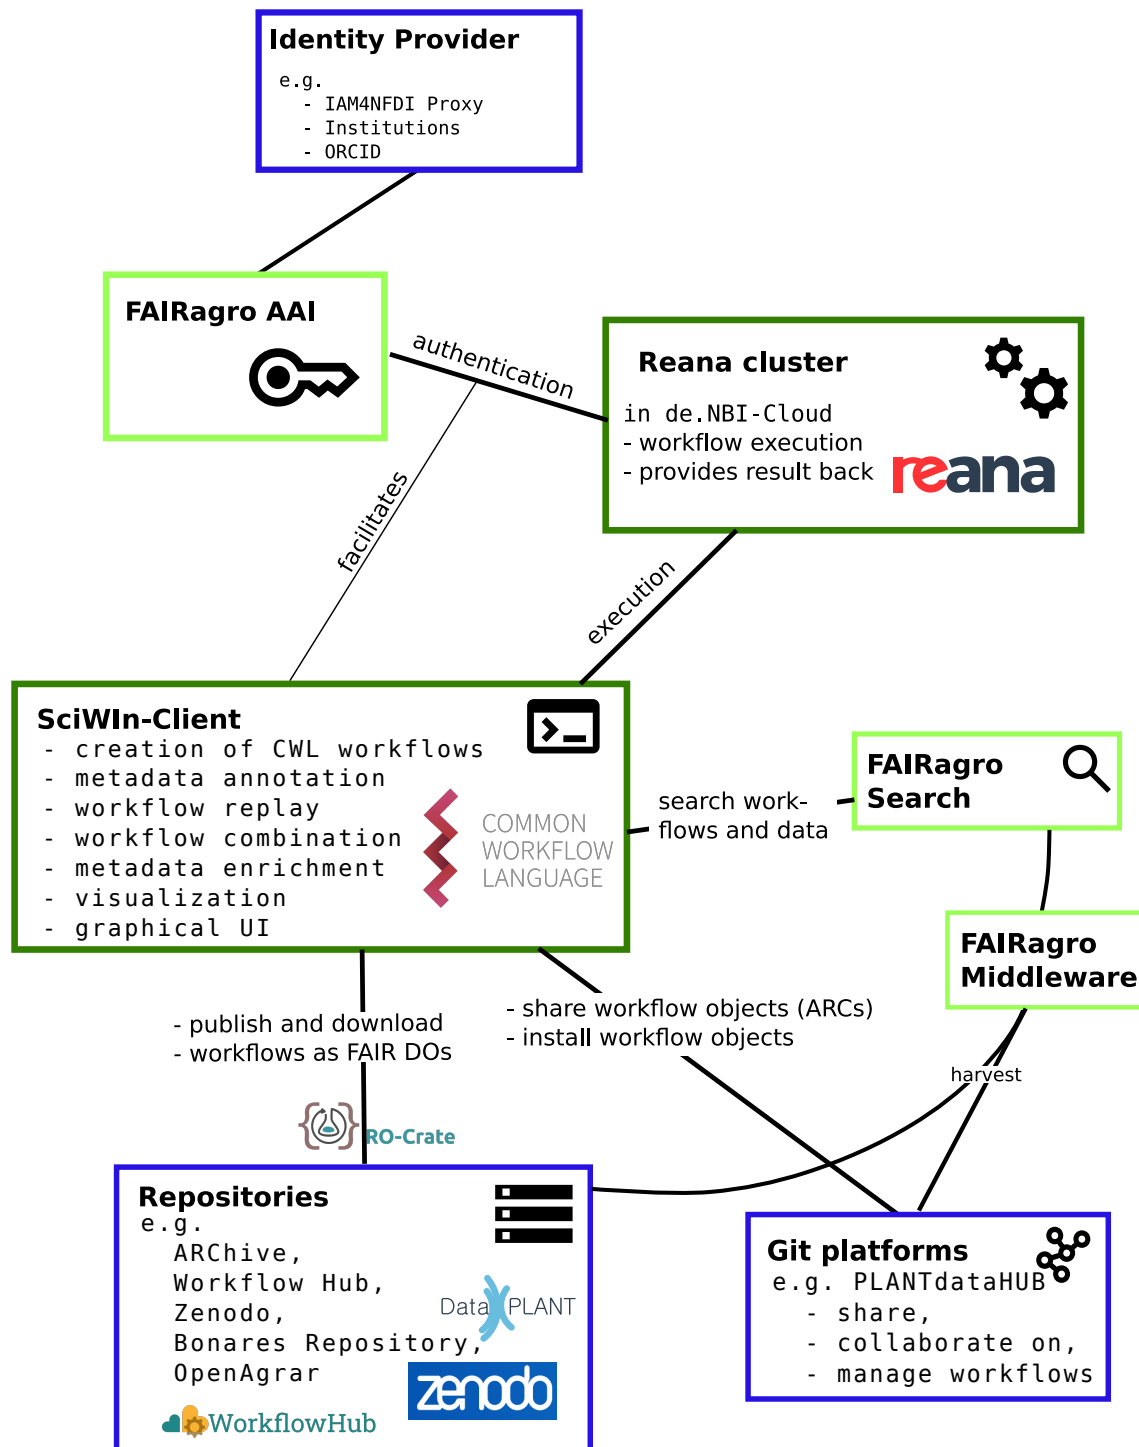 Identity Provider
e.g.
- IAM4NFDI Proxy
- Institutions
- ORCID
FAIRagro AAI
authentication
Reana cluster
in de.NBI-Cloud
- workflow execution
- provides result back
reana
facilitates
execution
SciWIn-Client
- creation of CWL workflows
- metadata annotation
- workflow replay
- workflow combination
- metadata enrichment
- visualization
- graphical UI
COMMON
WORKFLOW
LANGUAGE
search work-
flows and data
FAIRagro
Search
FAIRagro
Middleware
- publish and download
- workflows as FAIR DOs
- share workflow objects (ARCs)
- install workflow objects
harvest
RO-Crate
Repositories
e.g.
ARChive,
Workflow Hub,
Zenodo,
Bonares Repository,
OpenAgrar
DataPLANT
zenodo
WorkflowHub
Git platforms
e.g. PLANTdataHUB
- share,
- collaborate on,
- manage workflows